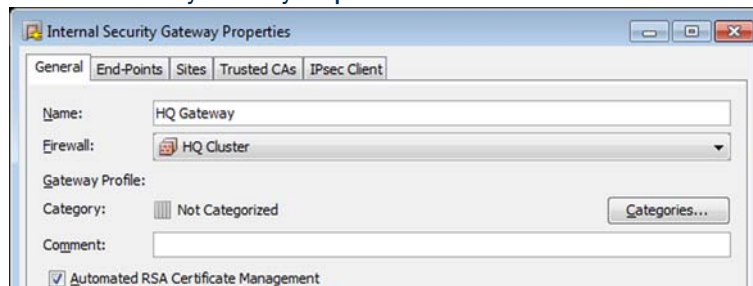 Internal Security Gateway Properties
General End-Points Sites Trusted CAs IPsec Client
Name: HQ Gateway
Firewall: HQ Cluster
Gateway Profile:
Category: Not Categorized Categories...
Comment:
Automated RSA Certificate Management